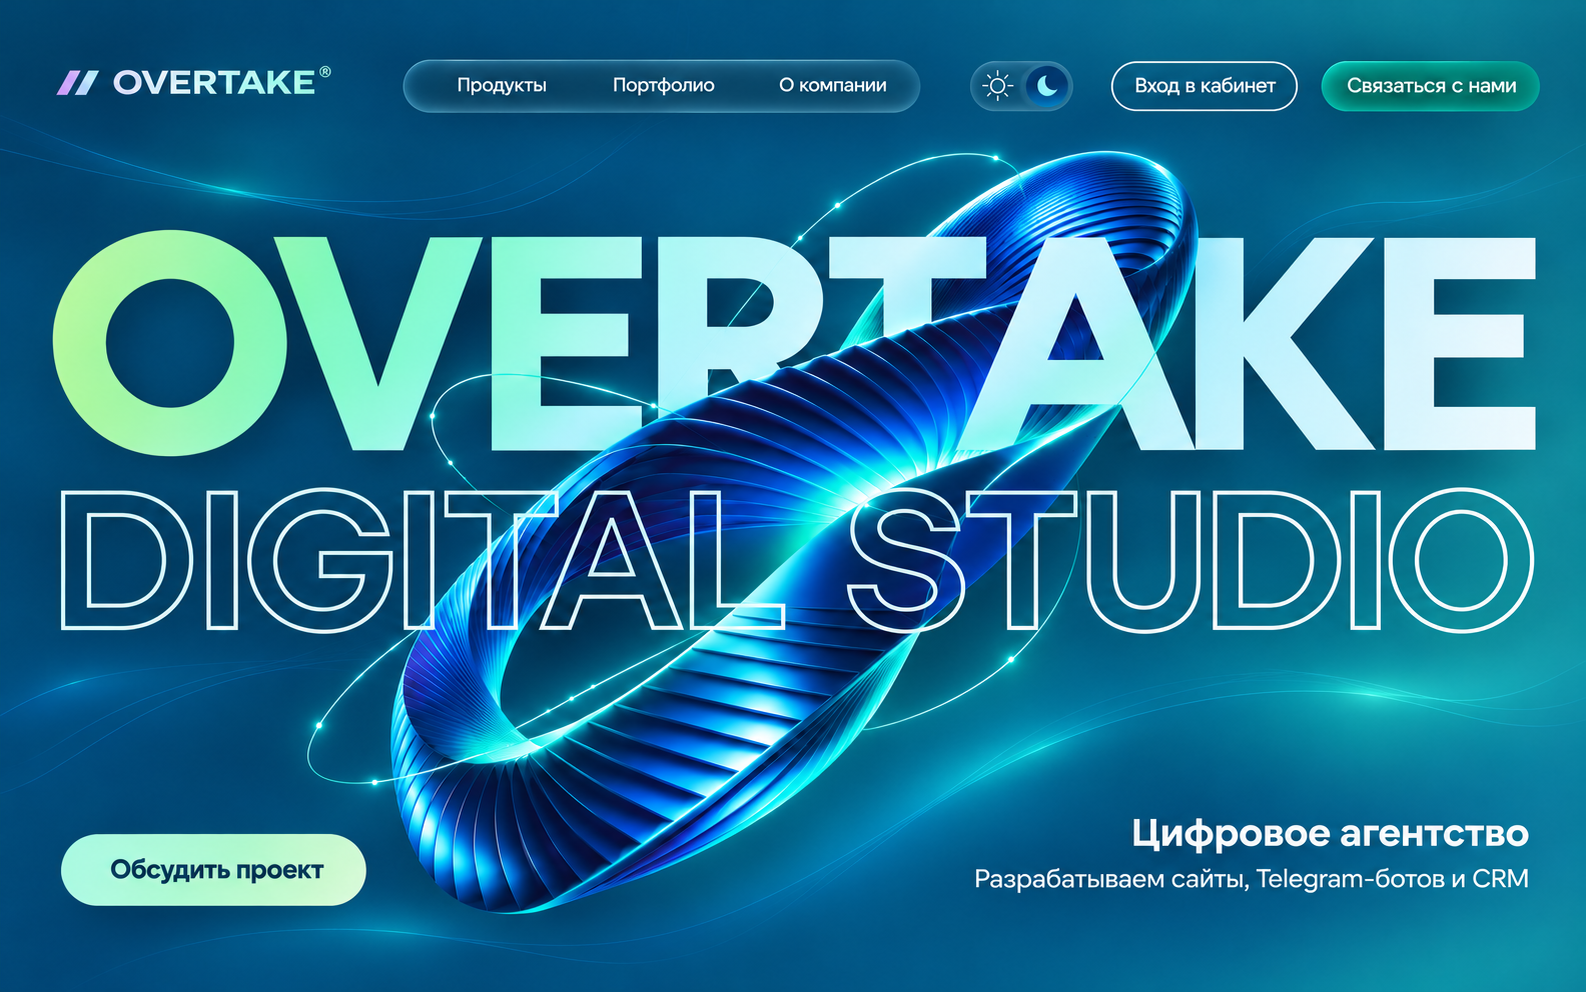 OVERTAKE®
Продукты Портфолио О компании
Вход в кабинет
Связаться с нами
OVERTAKE
DIGITAL STUDIO
Обсудить проект
Цифровое агентство
Разрабатываем сайты, Telegram-ботов и CRM